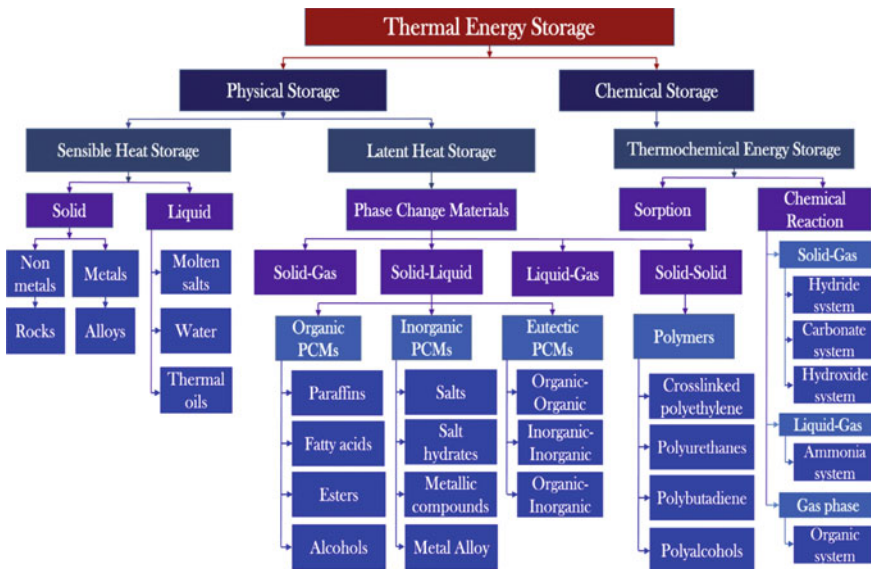 Thermal Energy Storage
Physical Storage
Chemical Storage
Sensible Heat Storage
Latent Heat Storage
Thermochemical Energy Storage
Solid
Liquid
Phase Change Materials
Sorption
Chemical
Reaction
Non
metals
Metals
Molten
salts
Solid-Gas
Solid-Liquid
Liquid-Gas
Solid-Solid
Solid-Gas
Rocks
Alloys
Water
Thermal
oils
Organic
PCMs
Inorganic
PCMs
Eutectic
PCMs
Polymers
Hydride
system
Carbonate
system
Hydroxide
system
Paraffins
Fatty acids
Esters
Alcohols
Salts
Salt
hydrates
Metallic
compounds
Metal Alloy
Organic-
Organic
Inorganic-
Inorganic
Organic-
Inorganic
Crosslinked
polyethylene
Polyurethanes
Polybutadiene
Polyalcohols
Liquid-Gas
Ammonia
system
Gas phase
Organic
system